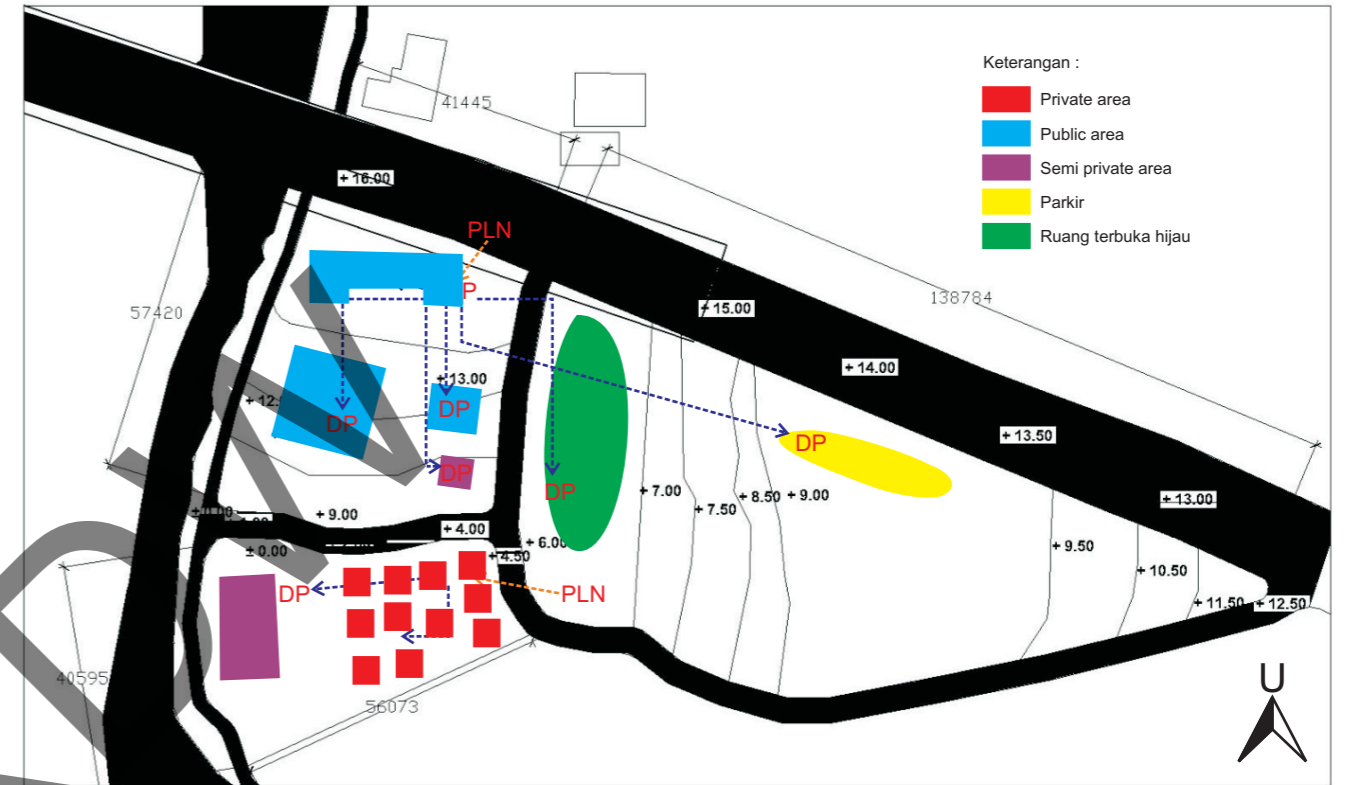 Keterangan :
Private area
Public area
Semi private area
Parkir
Ruang terbuka hijau
41445
+ 16.00
PLN
P
57420
138784
+ 15.00
+ 14.00
+ 13.00
+ 12.
DP
DP
DP
DP
DP
+ 13.50
+ 13.00
+ 7.00
+ 7.50
+ 8.50
+ 9.00
± 0.00
+ 9.00
+ 4.00
+ 6.00
+ 4.50
± 0.00
+ 9.50
+ 10.50
+ 11.50
+ 12.50
DP
PLN
40595
56073
U